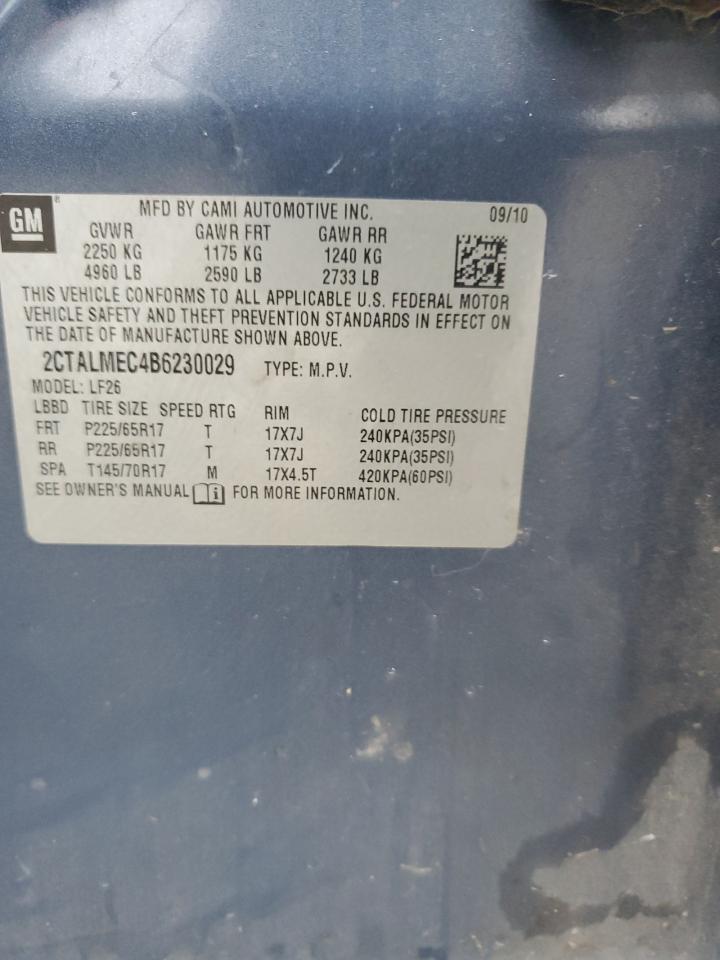 GM
MFD BY CAMI AUTOMOTIVE INC. 09/10
GVWR GAWR FRT GAWR RR
2250 KG 1175 KG 1240 KG
4960 LB 2590 LB 2733 LB
THIS VEHICLE CONFORMS TO ALL APPLICABLE U.S. FEDERAL MOTOR
VEHICLE SAFETY AND THEFT PREVENTION STANDARDS IN EFFECT ON
THE DATE OF MANUFACTURE SHOWN ABOVE.
2CTALMEC4B6230029 TYPE: M.P.V.
MODEL: LF26
LBBD TIRE SIZE SPEED RTG RIM COLD TIRE PRESSURE
FRT P225/65R17 T 17X7J 240KPA(35PSI)
RR P225/65R17 T 17X7J 240KPA(35PSI)
SPA T145/70R17 M 17X4.5T 420KPA(60PSI)
SEE OWNER'S MANUAL i FOR MORE INFORMATION.